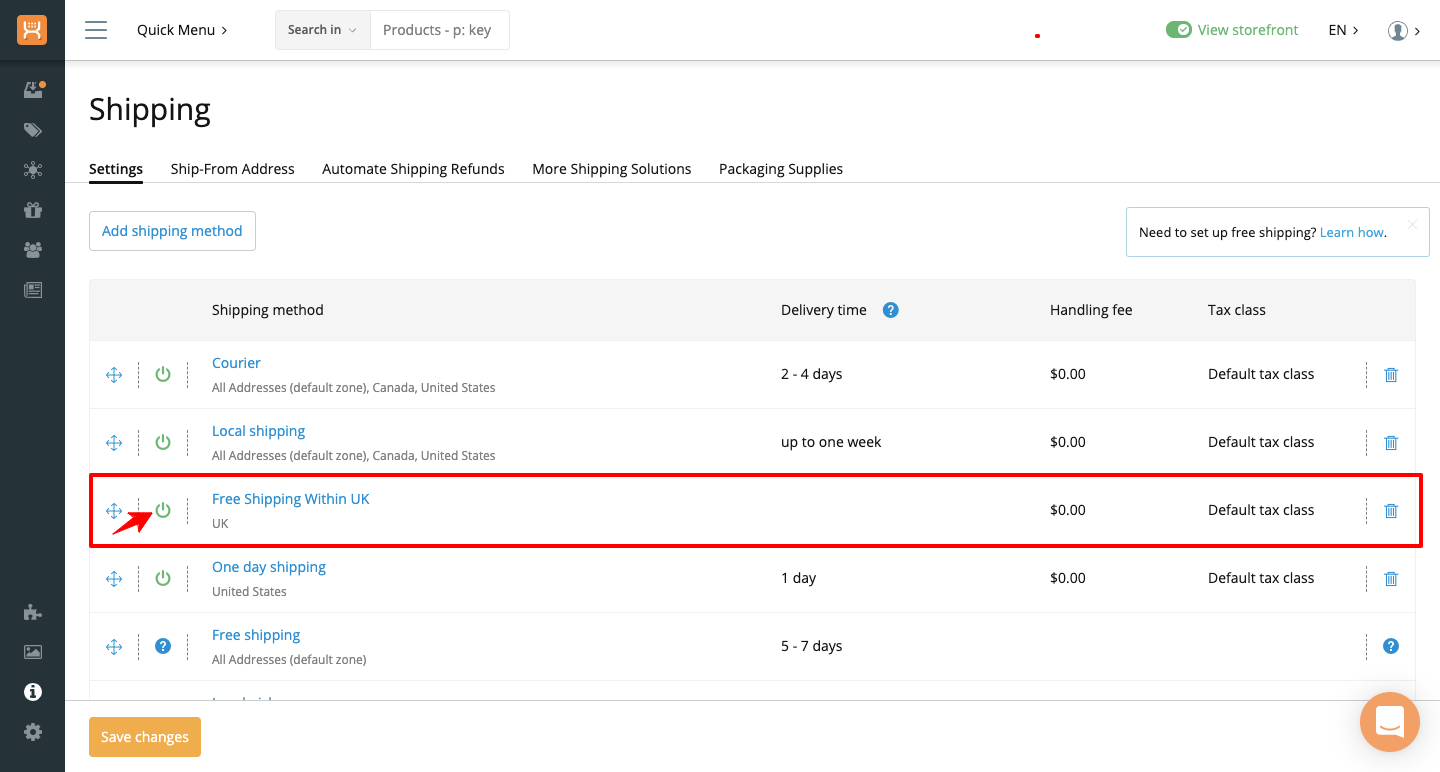 Quick Menu
Search in
Products - p: key
View storefront
EN
Shipping
Settings Ship-From Address Automate Shipping Refunds More Shipping Solutions Packaging Supplies
Add shipping method
Need to set up free shipping? Learn how.
Shipping method Delivery time ? Handling fee Tax class
Courier
All Addresses (default zone), Canada, United States
2 - 4 days $0.00 Default tax class
Local shipping
All Addresses (default zone), Canada, United States
up to one week $0.00 Default tax class
Free Shipping Within UK
UK
$0.00 Default tax class
One day shipping
United States
1 day $0.00 Default tax class
? Free shipping
All Addresses (default zone)
5 - 7 days ?
Save changes